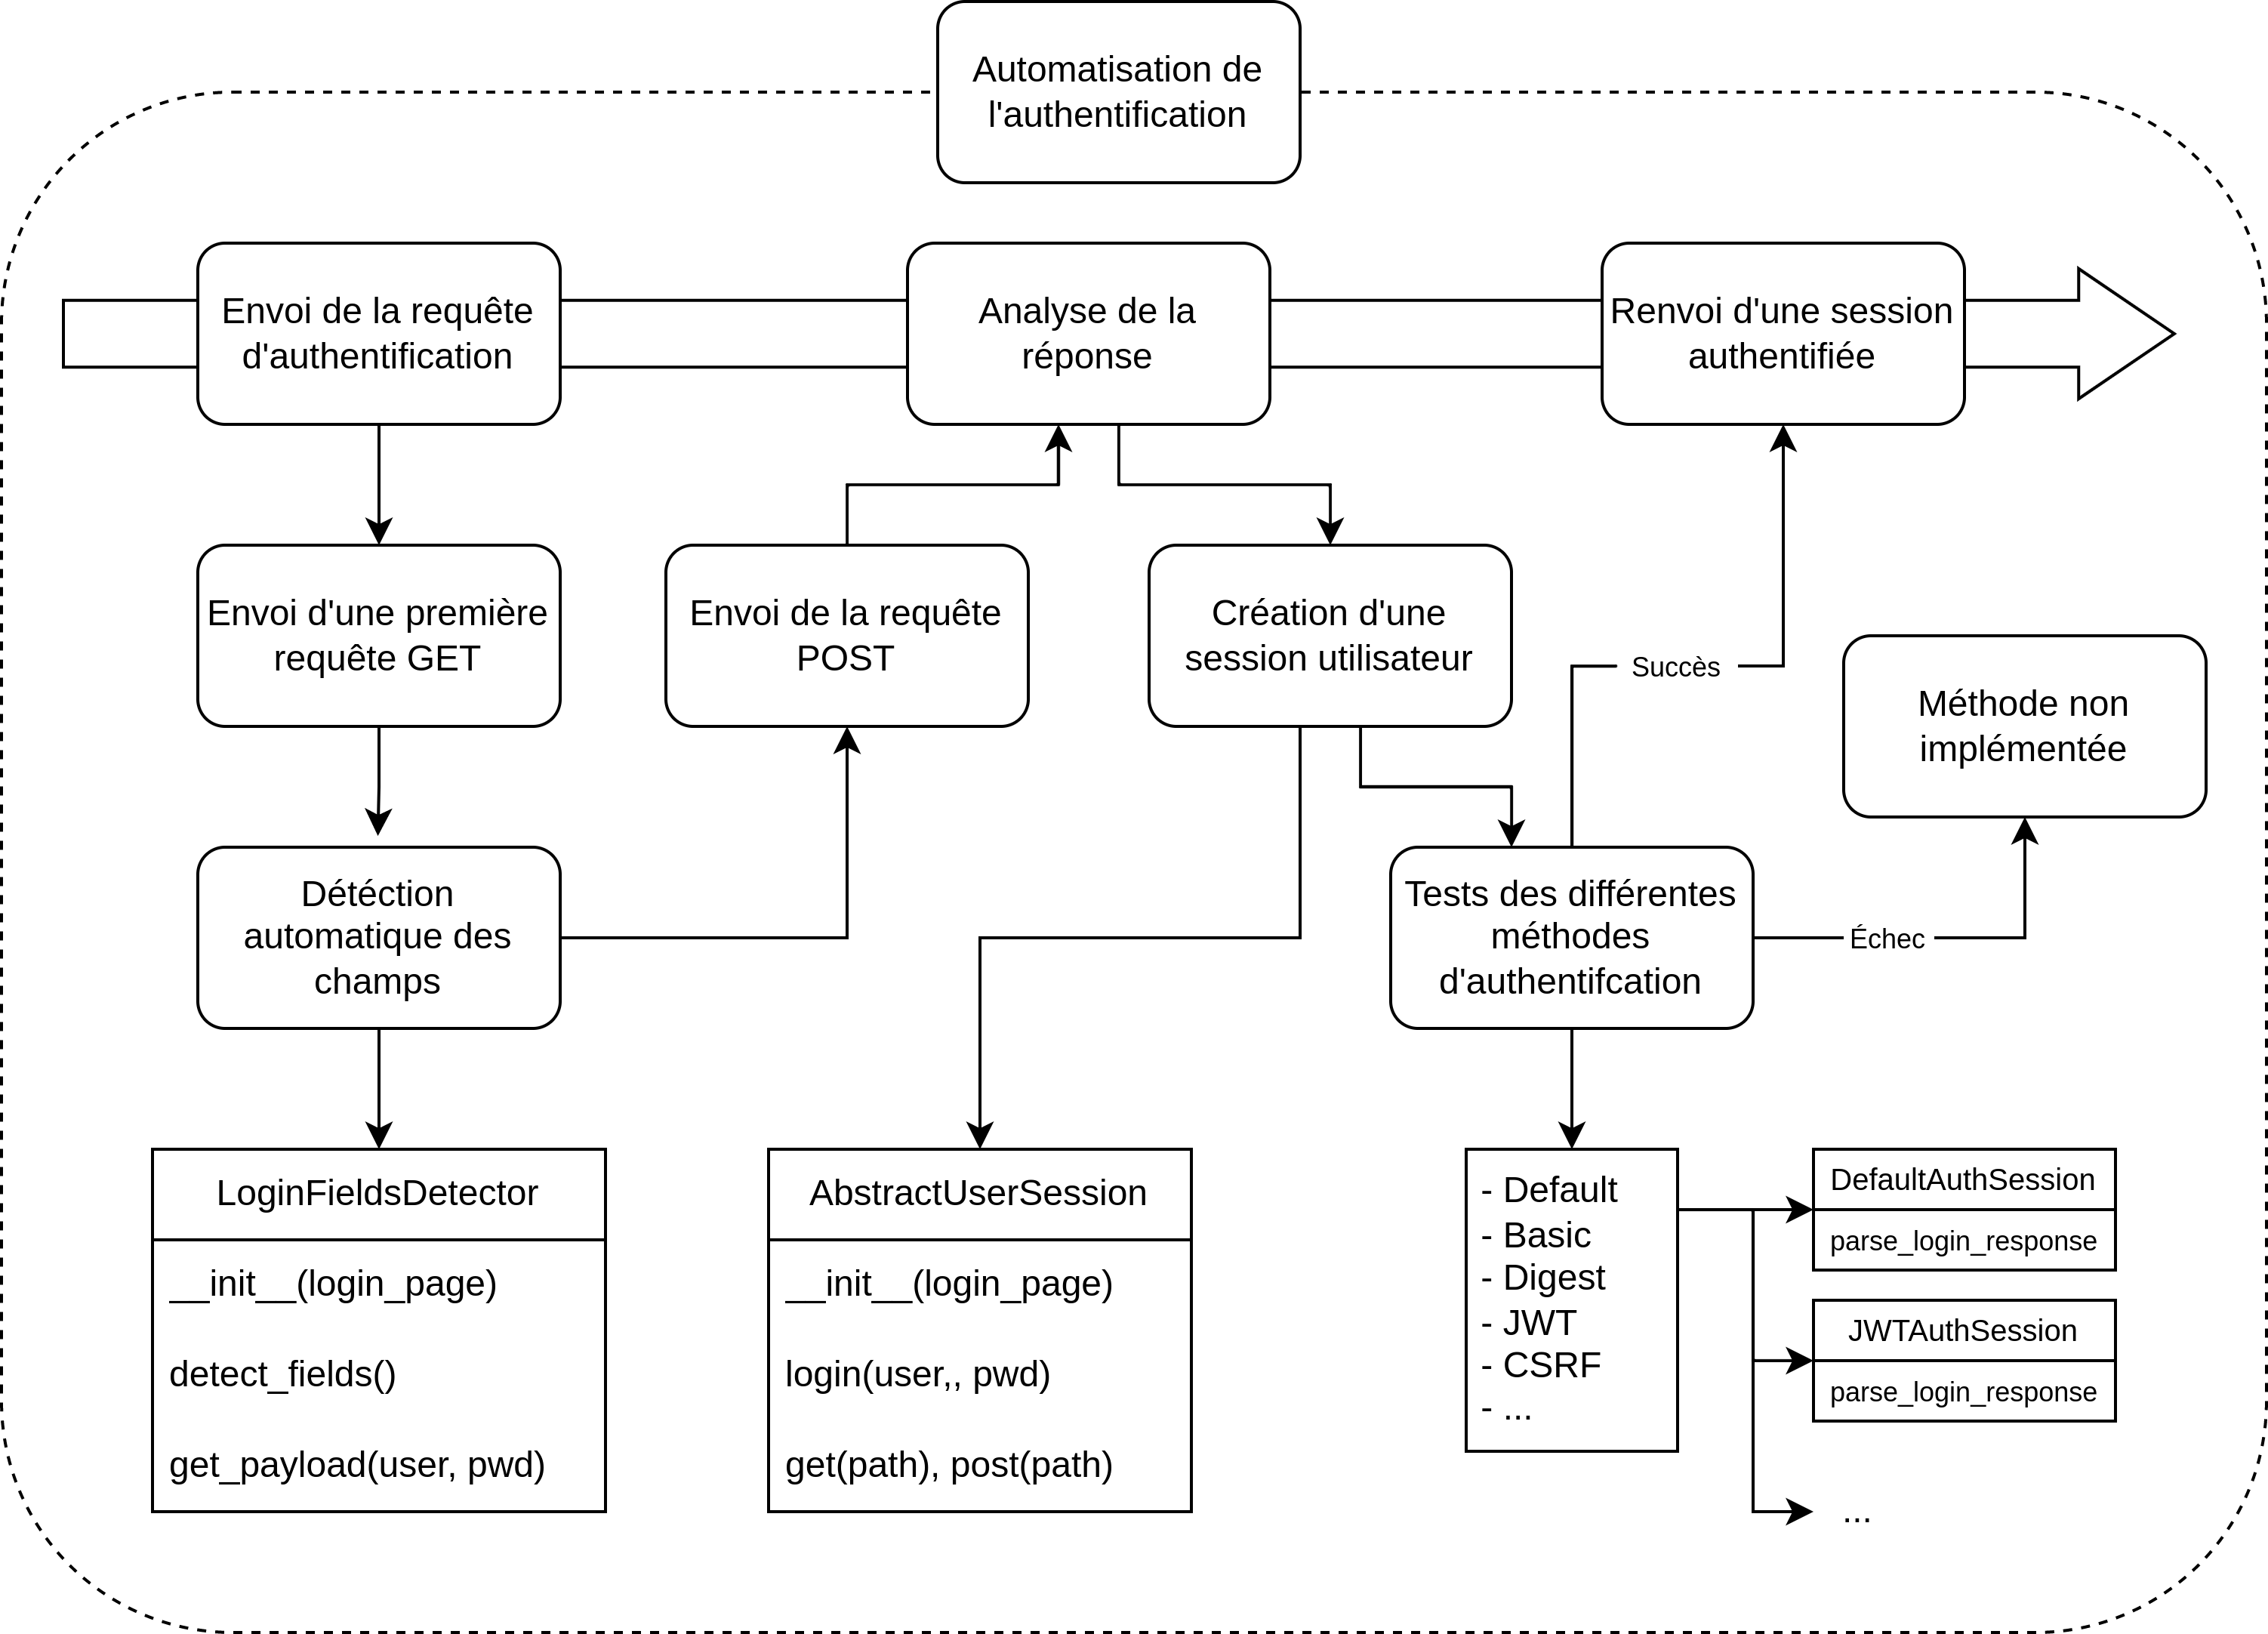 Automatisation de
l'authentification
Envoi de la requête
d'authentification
Analyse de la
réponse
Renvoi d'une session
authentifiée
Envoi d'une première
requête GET
Envoi de la requête
POST
Création d'une
session utilisateur
Succès
Méthode non
implémentée
Détéction
automatique des
champs
Tests des différentes
méthodes
d'authentifcation
Échec
LoginFieldsDetector
__init__(login_page)
detect_fields()
get_payload(user, pwd)
AbstractUserSession
__init__(login_page)
login(user,, pwd)
get(path), post(path)
- Default
- Basic
- Digest
- JWT
- CSRF
- ...
DefaultAuthSession
parse_login_response
JWTAuthSession
parse_login_response
...